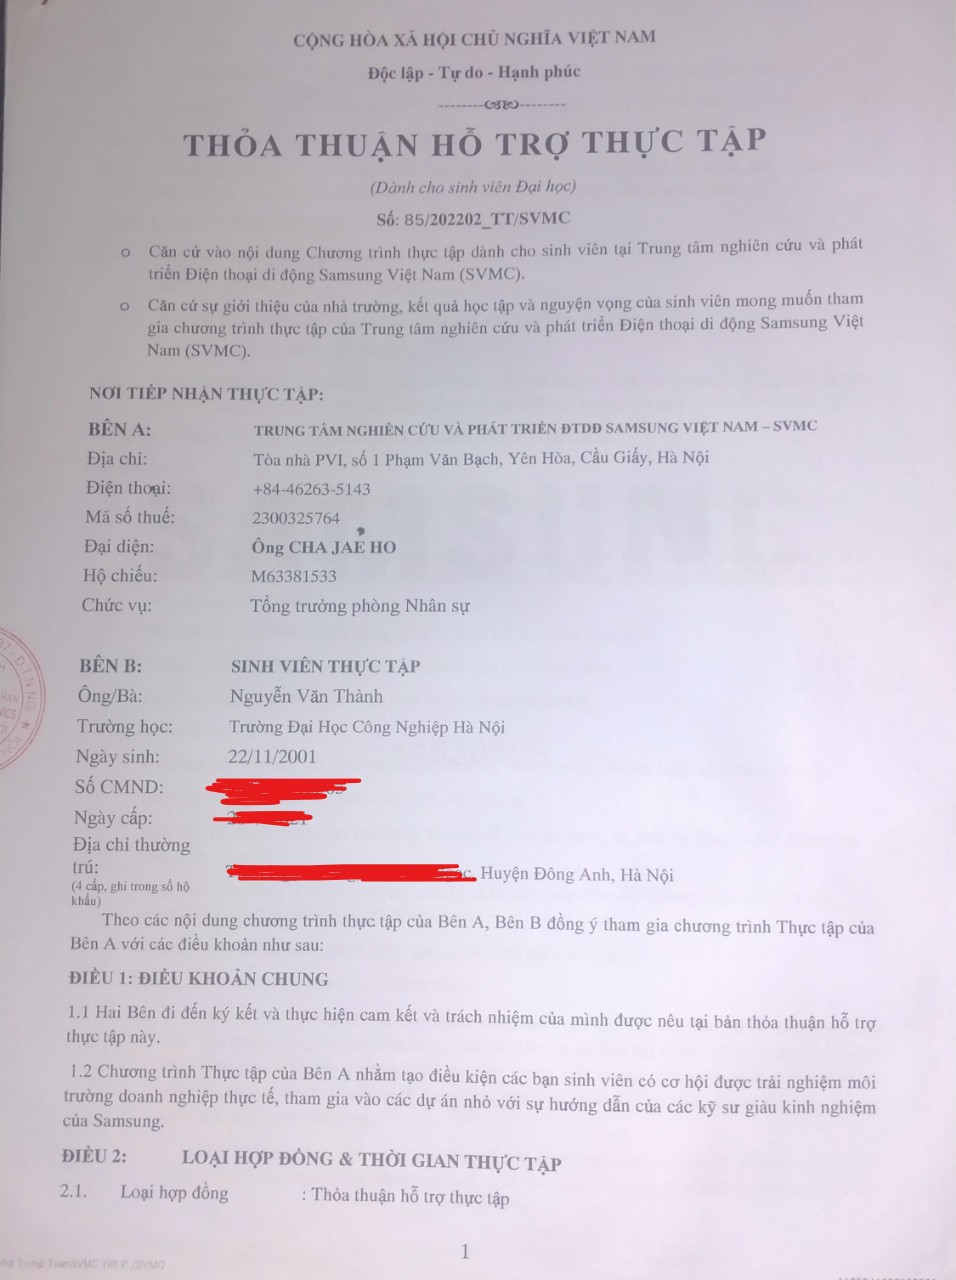 CỘNG HÒA XÃ HỘI CHỦ NGHĨA VIỆT NAM
Độc lập - Tự do - Hạnh phúc
THỎA THUẬN HỖ TRỢ THỰC TẬP
(Dành cho sinh viên Đại học)
Số: 85/202202_TT/SVMC
o Căn cứ vào nội dung Chương trình thực tập dành cho sinh viên tại Trung tâm nghiên cứu và phát
triển Điện thoại di động Samsung Việt Nam (SVMC).
o Căn cứ sự giới thiệu của nhà trường, kết quả học tập và nguyện vọng của sinh viên mong muốn tham
gia chương trình thực tập của Trung tâm nghiên cứu và phát triển Điện thoại di động Samsung Việt
Nam (SVMC).
NƠI TIẾP NHẬN THỰC TẬP:
BÊN A: TRUNG TÂM NGHIÊN CỨU VÀ PHÁT TRIỂN ĐTDĐ SAMSUNG VIỆT NAM – SVMC
Địa chỉ: Tòa nhà PVI, số 1 Phạm Văn Bạch, Yên Hòa, Cầu Giấy, Hà Nội
Điện thoại: +84-46263-5143
Mã số thuế: 2300325764
Đại diện: Ông CHA JAE HO
Hộ chiếu: M63381533
Chức vụ: Tổng trưởng phòng Nhân sự
BÊN B: SINH VIÊN THỰC TẬP
Ông/Bà: Nguyễn Văn Thành
Trường học: Trường Đại Học Công Nghiệp Hà Nội
Ngày sinh: 22/11/2001
Số CMND:
Ngày cấp:
Địa chỉ thường
trú: , Huyện Đông Anh, Hà Nội
(4 cấp, ghi trong sổ hộ
khẩu)
Theo các nội dung chương trình thực tập của Bên A, Bên B đồng ý tham gia chương trình Thực tập của
Bên A với các điều khoản như sau:
ĐIỀU 1: ĐIỀU KHOẢN CHUNG
1.1 Hai Bên đi đến ký kết và thực hiện cam kết và trách nhiệm của mình được nêu tại bản thỏa thuận hỗ trợ
thực tập này.
1.2 Chương trình Thực tập của Bên A nhằm tạo điều kiện các bạn sinh viên có cơ hội được trải nghiệm môi
trường doanh nghiệp thực tế, tham gia vào các dự án nhỏ với sự hướng dẫn của các kỹ sư giàu kinh nghiệm
của Samsung.
ĐIỀU 2: LOẠI HỢP ĐỒNG & THỜI GIAN THỰC TẬP
2.1. Loại hợp đồng : Thỏa thuận hỗ trợ thực tập
1